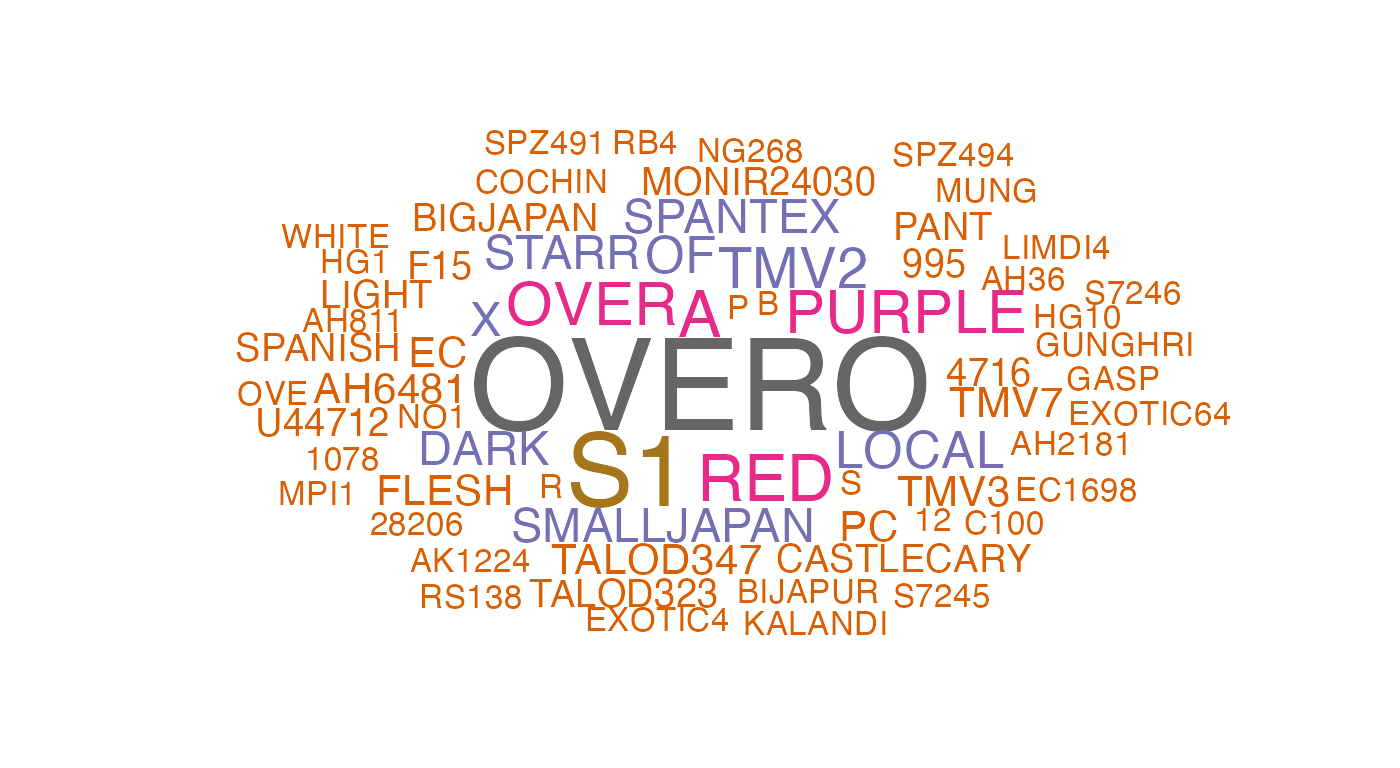 SPZ491 RB4 NG268 SPZ494
COCHIN MONIR24030 MUNG
BIGJAPAN SPANTEX PANT
WHITE STARR OF TMV2 LIMDI4
HG1 F15 995 AH36
LIGHT X OVER A P B PURPLE S7246
AH811 HG10
SPANISH EC OVERO GUNGHRI
OVE AH6481 4716 GASP
U44712 NO1 TMV7 EXOTIC64
1078 DARK S1 LOCAL AH2181
MPI1 FLESH R RED S TMV3 EC1698
28206 SMALLJAPAN PC 12 C100
AK1224 TALOD347 CASTLECARY
RS138 TALOD323 BIJAPUR S7245
EXOTIC4 KALANDI